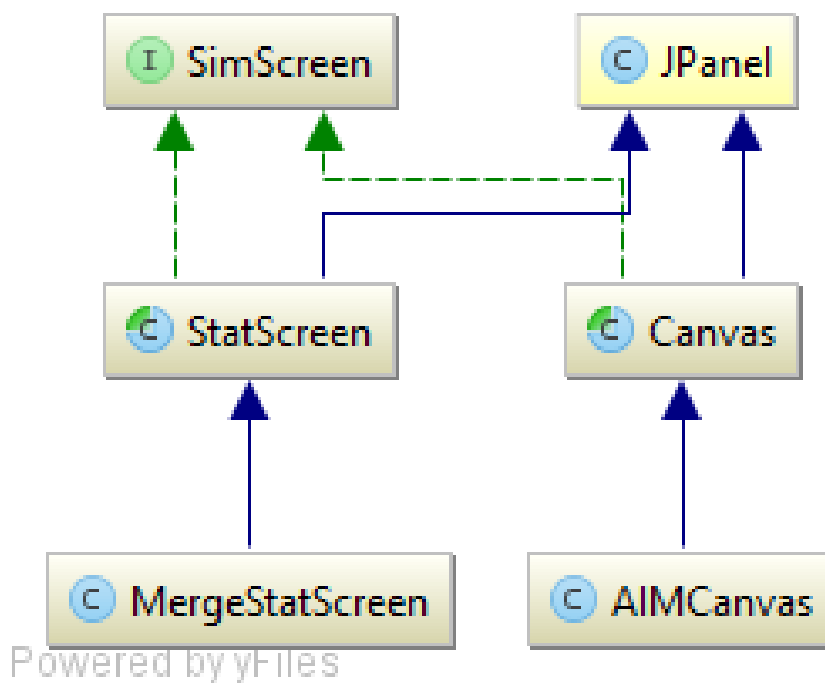 I SimScreen
C JPanel
C StatScreen
C Canvas
C MergeStatScreen
C AIMCanvas
Powered by yFiles